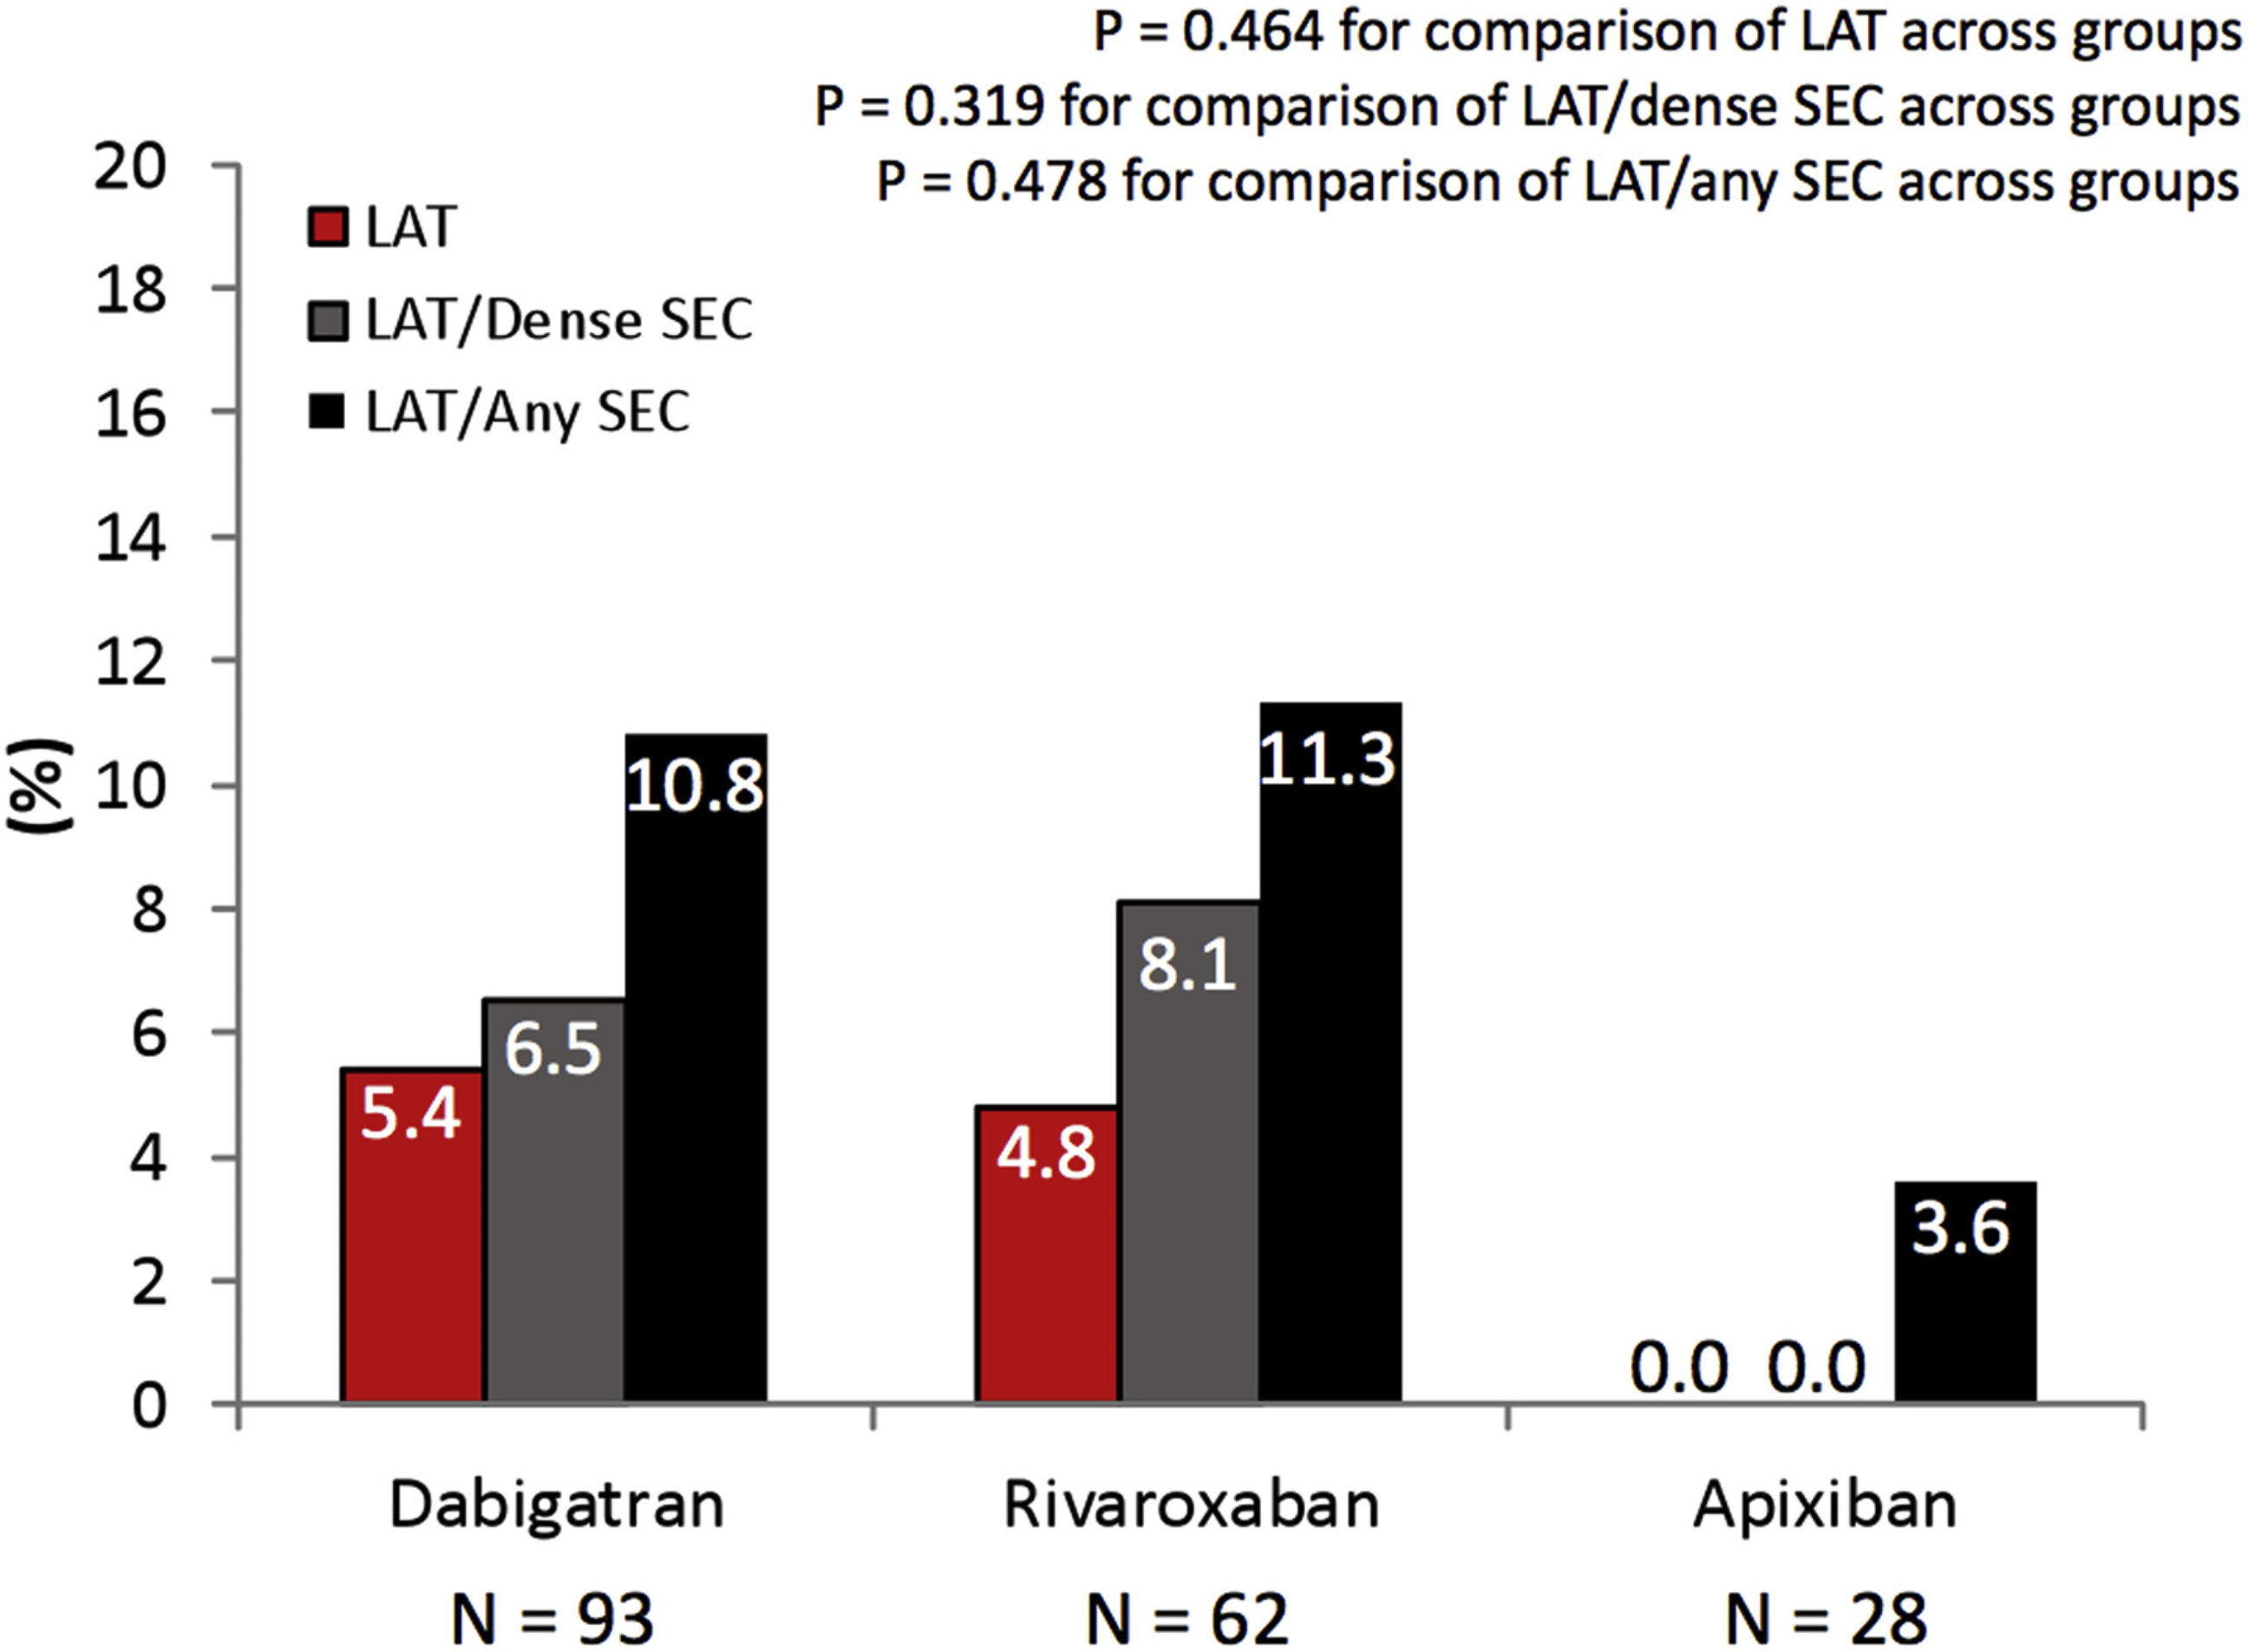 P = 0.464 for comparison of LAT across groups
P = 0.319 for comparison of LAT/dense SEC across groups
P = 0.478 for comparison of LAT/any SEC across groups
LAT
LAT/Dense SEC
LAT/Any SEC
(%)
20
18
16
14
12
10
8
6
4
2
0
5.4
6.5
10.8
4.8
8.1
11.3
0.0
0.0
3.6
Dabigatran
Rivaroxaban
Apixiban
N = 93
N = 62
N = 28